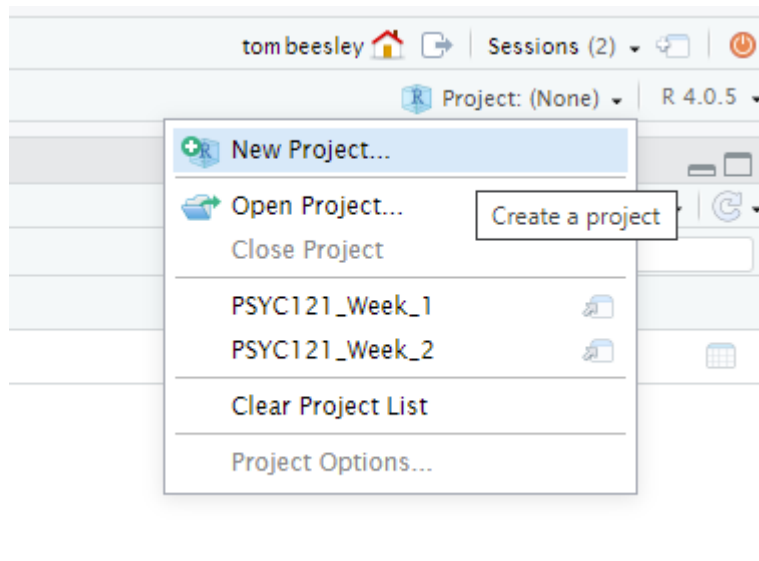 tom beesley Sessions (2)
Project: (None) R 4.0.5
New Project...
Open Project...
Create a project
Close Project
PSYC121_Week_1
PSYC121_Week_2
Clear Project List
Project Options...